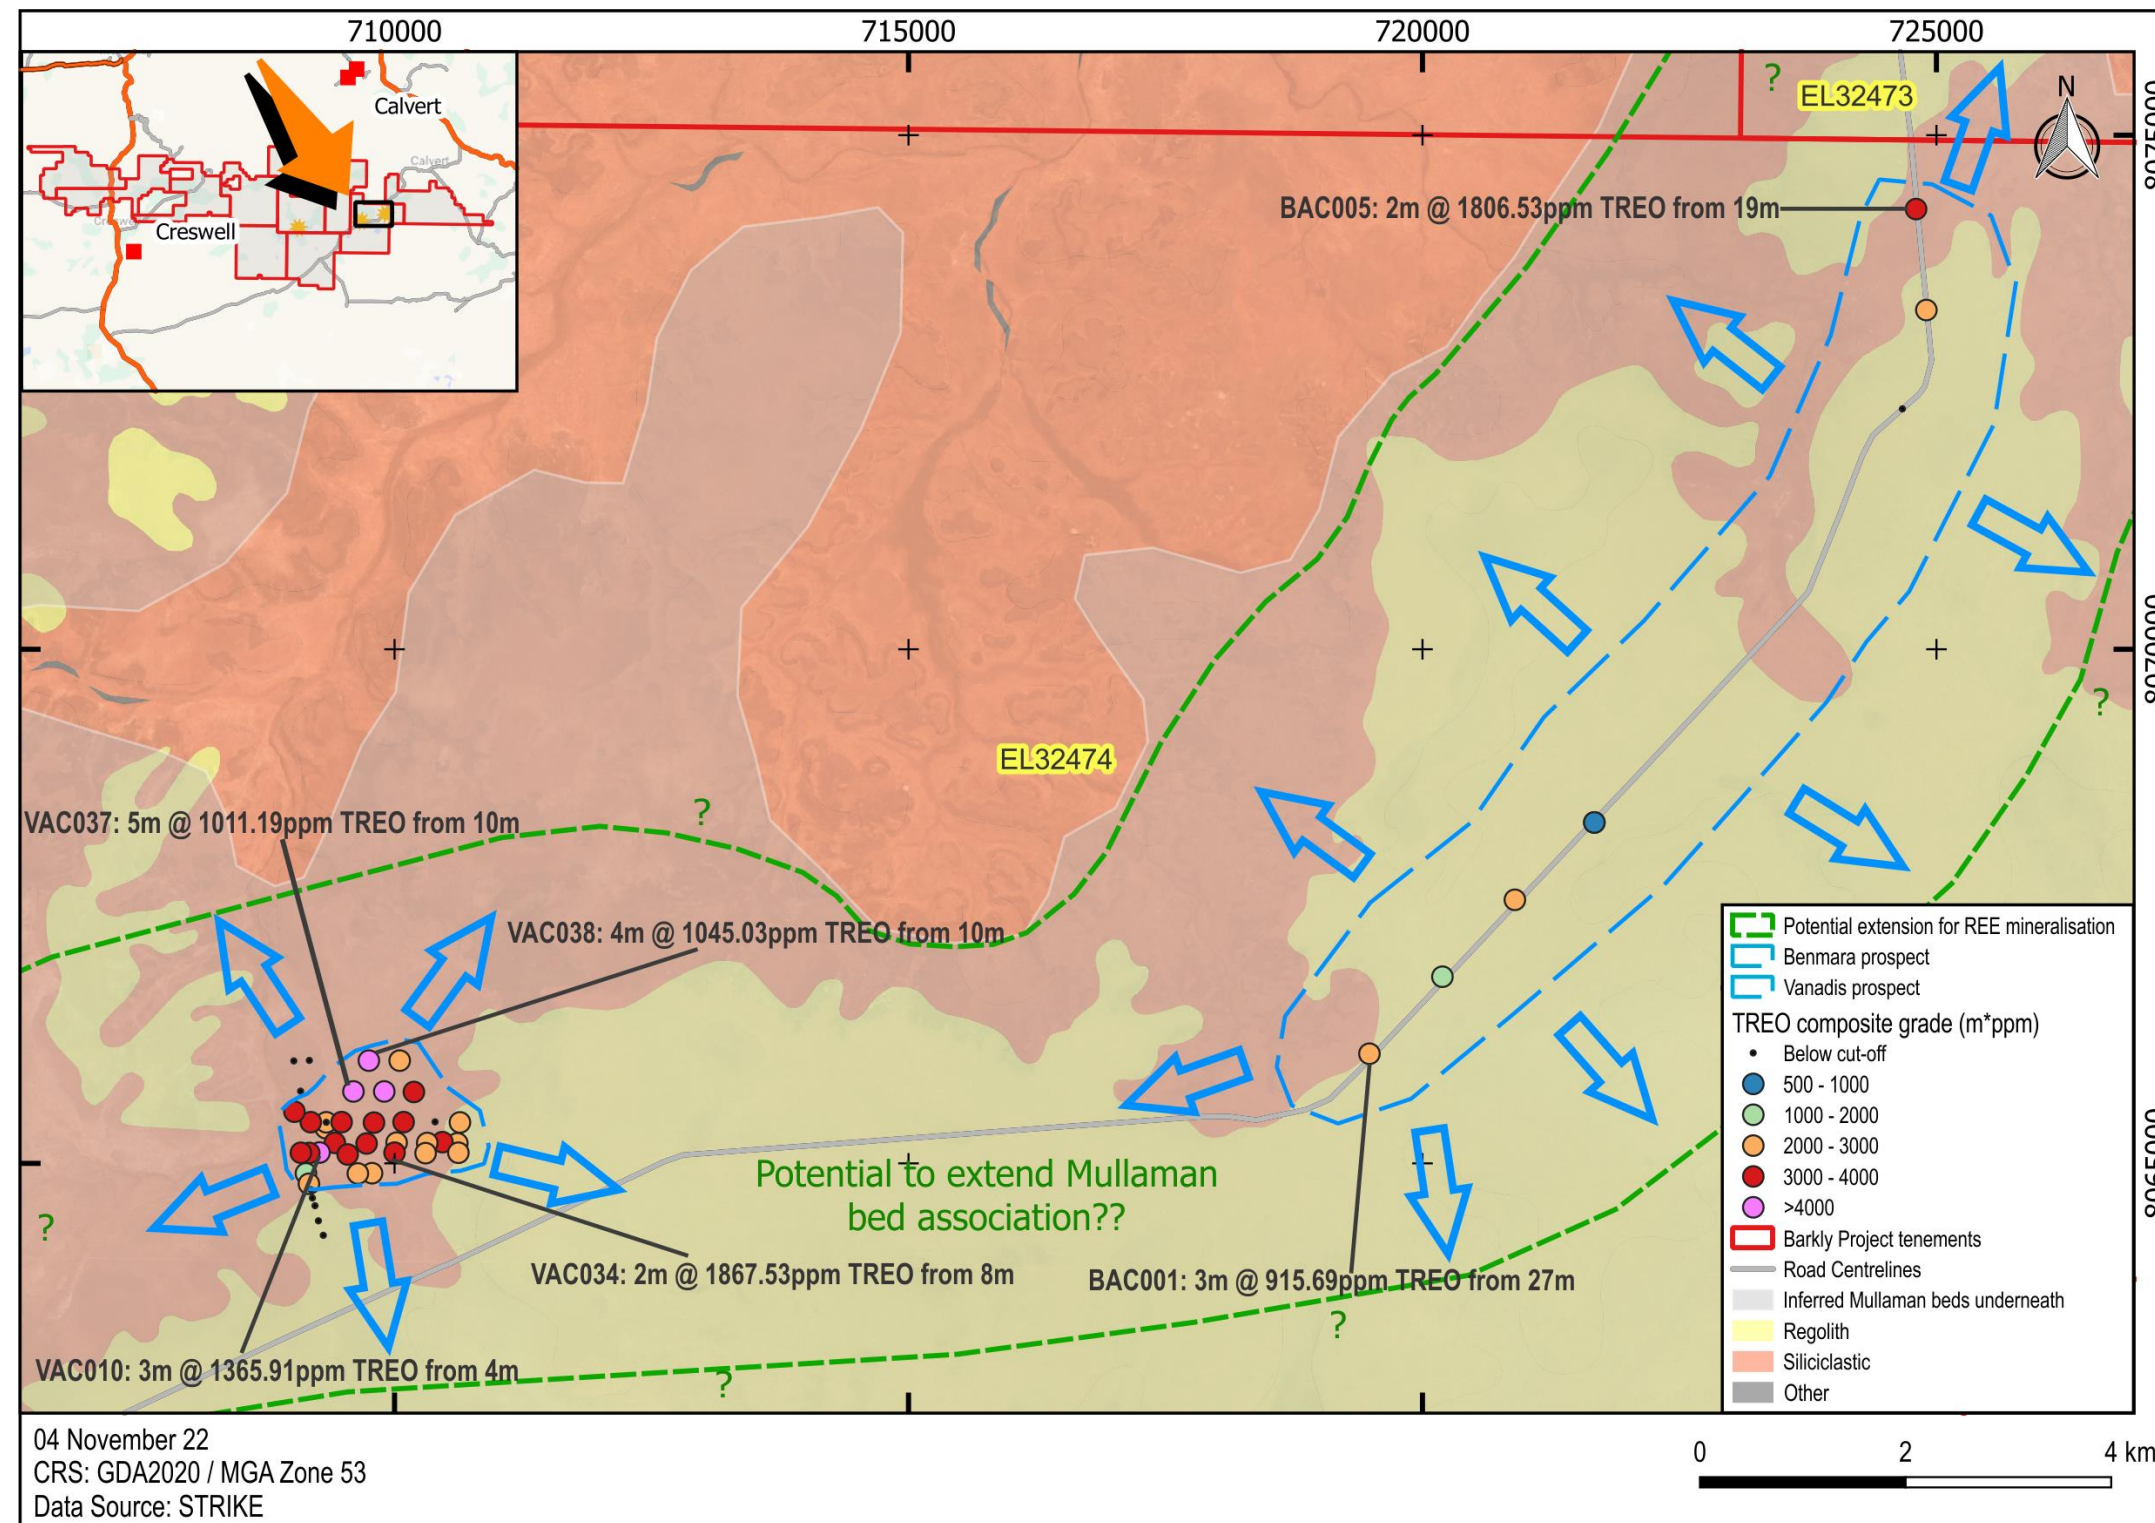 710000
715000
720000
725000
Calvert
Calvert
Creswell
EL32473
N
8075000
BAC005: 2m @ 1806.53ppm TREO from 19m
?
8070000
?
EL32474
?
VAC037: 5m @ 1011.19ppm TREO from 10m
VAC038: 4m @ 1045.03ppm TREO from 10m
Potential to extend Mullaman
bed association??
8065000
?
VAC034: 2m @ 1867.53ppm TREO from 8m
BAC001: 3m @ 915.69ppm TREO from 27m
?
VAC010: 3m @ 1365.91ppm TREO from 4m
?
Potential extension for REE mineralisation
Benmara prospect
Vanadis prospect
TREO composite grade (m*ppm)
Below cut-off
500 - 1000
1000 - 2000
2000 - 3000
3000 - 4000
>4000
Barkly Project tenements
Road Centrelines
Inferred Mullaman beds underneath
Regolith
Siliciclastic
Other
04 November 22
CRS: GDA2020 / MGA Zone 53
Data Source: STRIKE
0 2 4 km